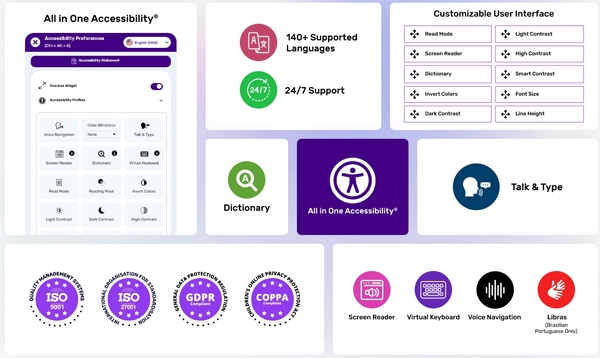 All in One Accessibility®
Accessibility Preferences
(Ctrl + Alt + A)
English (USA)
Accessibility Statement
Oversize Widget
Accessibility Profiles
Voice Navigation
Color Blindness
None
Talk & Type
Screen Reader
Dictionary
Virtual Keyboard
Read Mode
Reading Mask
Invert Colors
Light Contrast
Dark Contrast
High Contrast
140+ Supported
Languages
24/7
24/7 Support
Customizable User Interface
Read Mode
Light Contrast
Screen Reader
High Contrast
Dictionary
Smart Contrast
Invert Colors
Font Size
Dark Contrast
Line Height
A
Dictionary
All in One Accessibility®
Talk & Type
QUALITY MANAGEMENT SYSTEMS
ISO
9001
INTERNATIONAL ORGANISATION FOR STANDARDISATION
ISO
27001
GENERAL DATA PROTECTION REGULATION
GDPR
Compliant
CHILDREN'S ONLINE PRIVACY PROTECTION ACT
COPPA
Compliance
Screen Reader
Virtual Keyboard
Voice Navigation
Libras
(Brazilian
Portuguese Only)